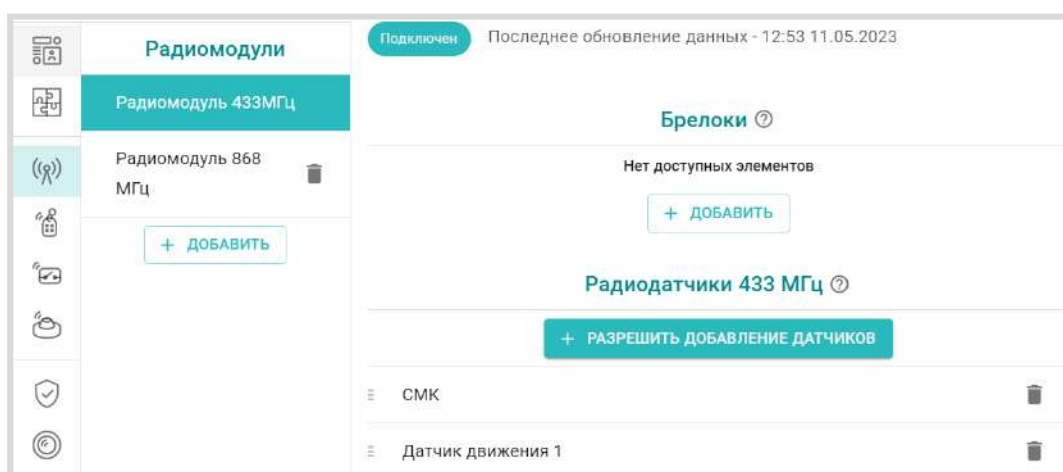 Радиомодули
Радиомодуль 433МГц
Радиомодуль 868
МГц
+ ДОБАВИТЬ
Подключен
Последнее обновление данных - 12:53 11.05.2023
Брелоки
Нет доступных элементов
+ ДОБАВИТЬ
Радиодатчики 433 МГц
+ РАЗРЕШИТЬ ДОБАВЛЕНИЕ ДАТЧИКОВ
СМК
Датчик движения 1